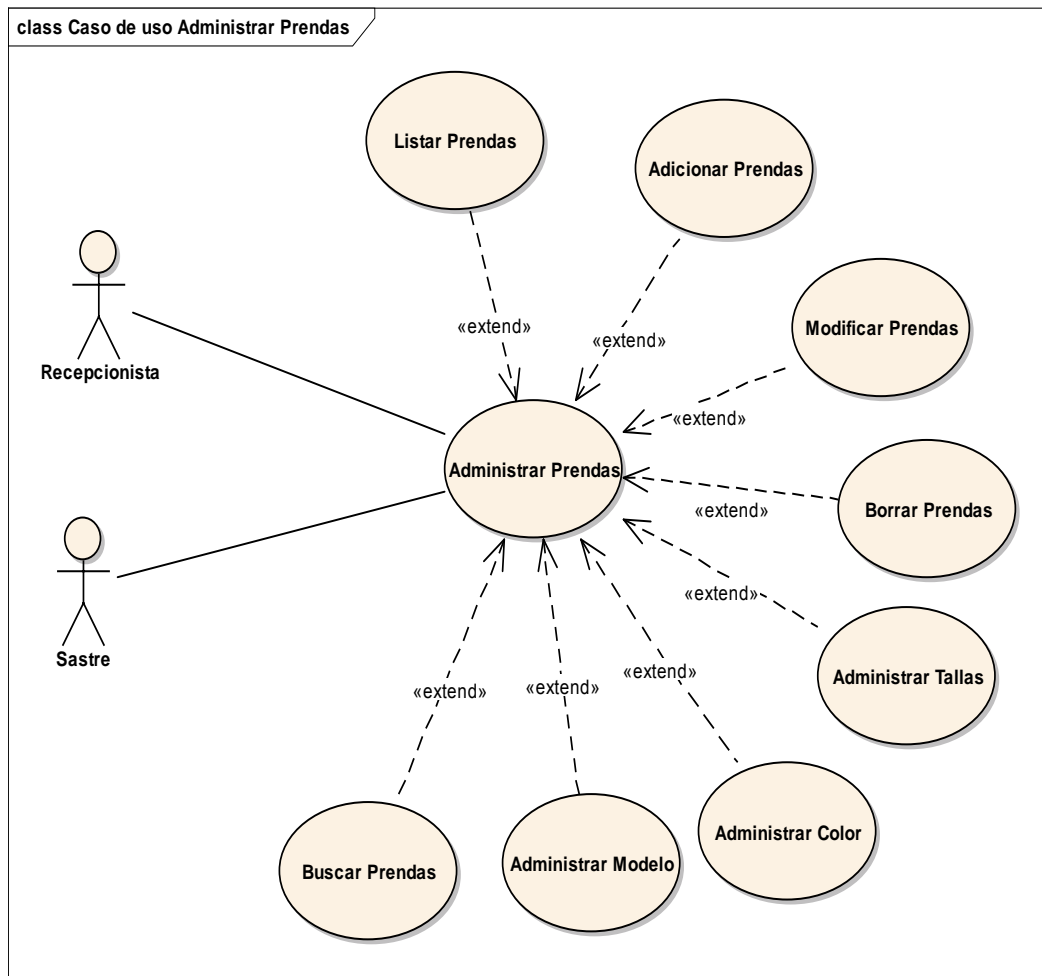 class Caso de uso Administrar Prendas
Listar Prendas
Adicionar Prendas
Modificar Prendas
Recepcionista
«extend»
«extend»
«extend»
Administrar Prendas
«extend»
Borrar Prendas
Sastre
«extend»
Administrar Tallas
«extend»
«extend»
«extend»
Buscar Prendas
Administrar Modelo
Administrar Color